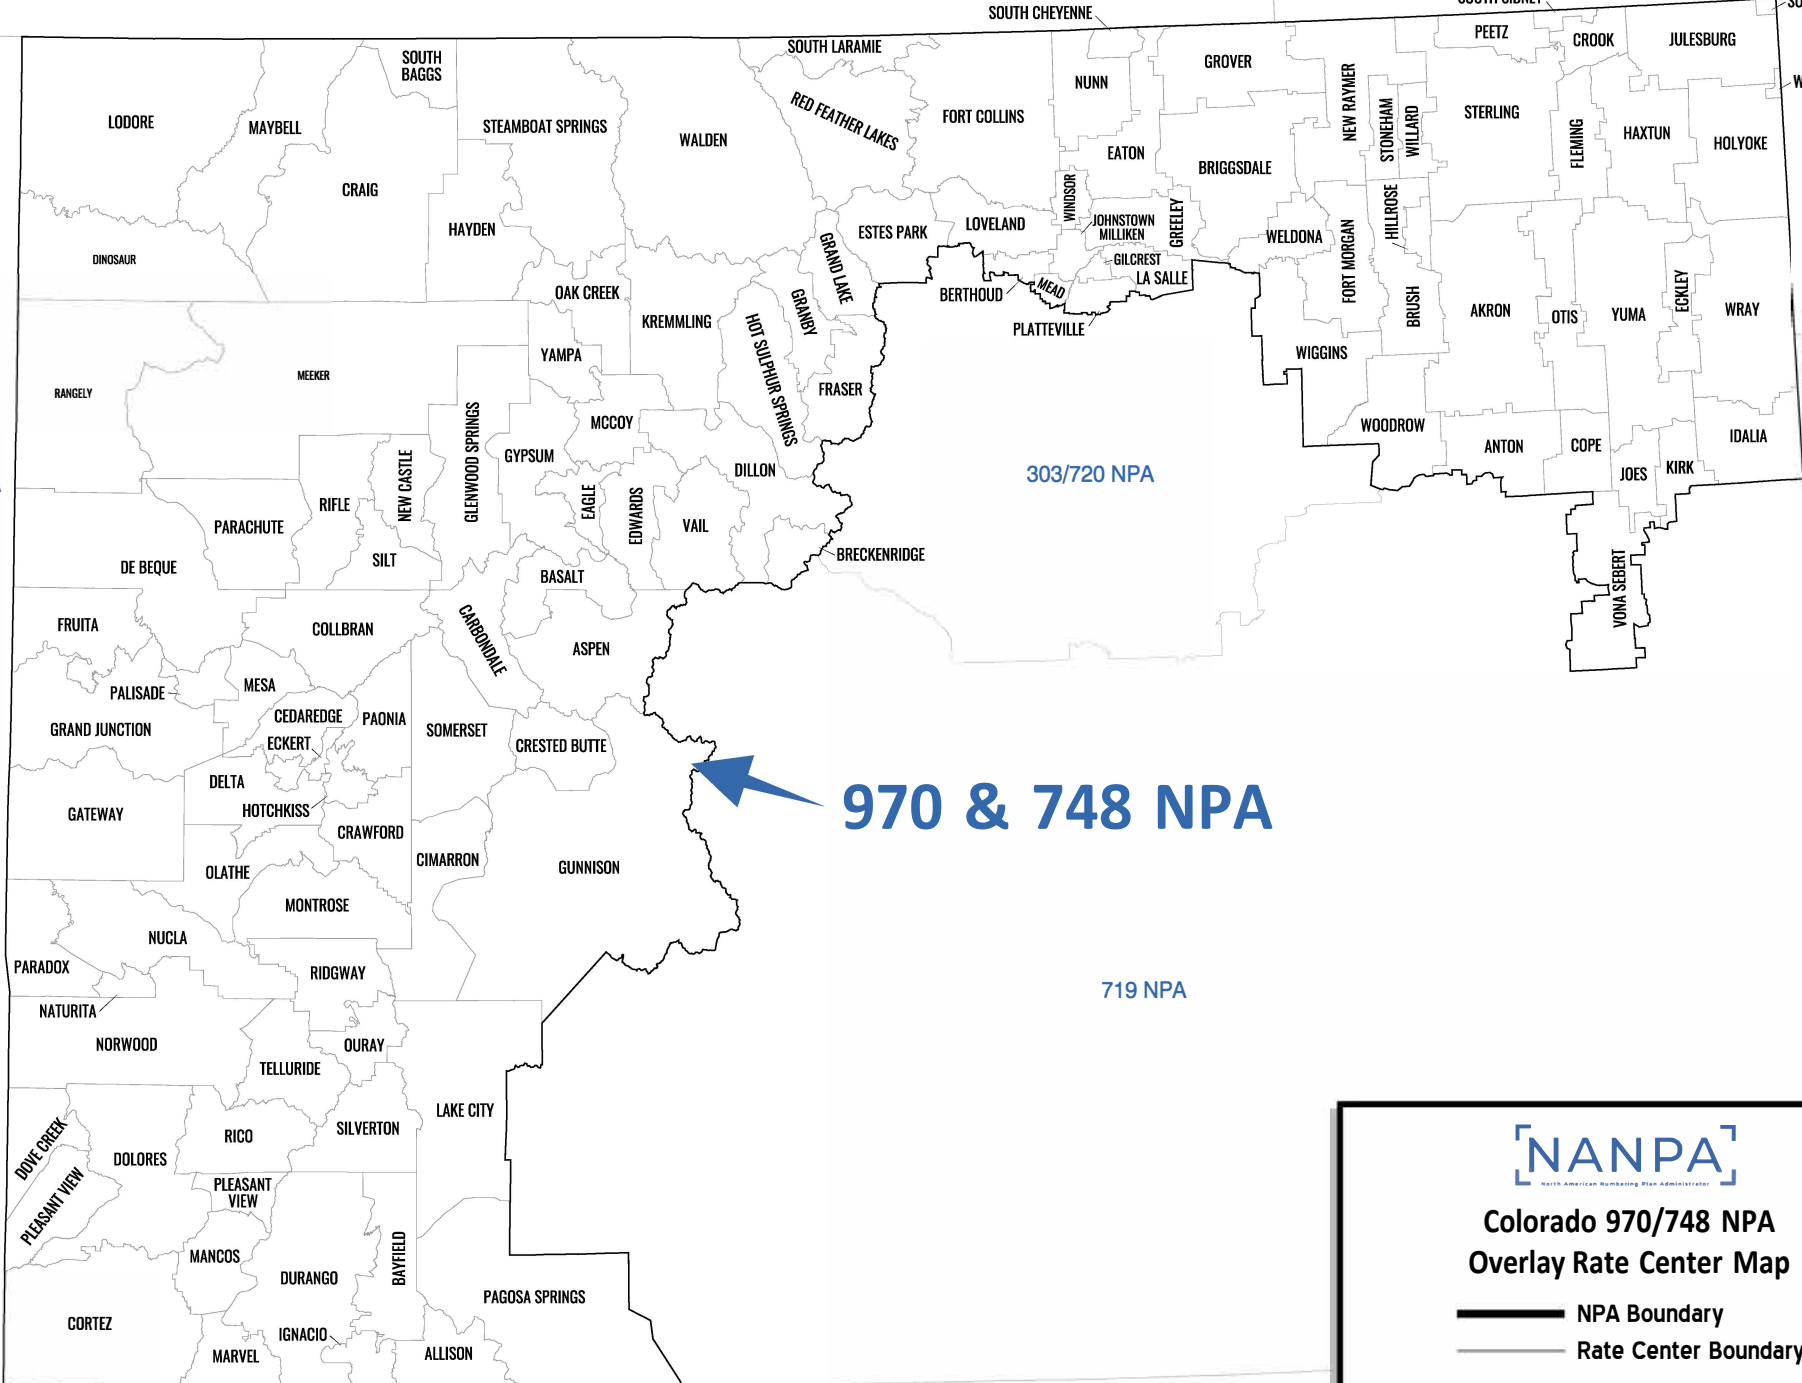 SOUTH CHEYENNE
PEETZ
CROOK
JULESBURG
SOUTH LARAMIE
SOUTH
BAGGS
GROVER
NUNN
LODORE
MAYBELL
STEAMBOAT SPRINGS
WALDEN
RED FEATHER LAKES
FORT COLLINS
NEW RAYMER
STONEHAM
WILLARD
STERLING
FLEMING
HAXTUN
HOLYOKE
EATON
BRIGGSDALE
CRAIG
HAYDEN
WINDSOR
JOHNSTOWN
MILLIKEN
GREELEY
HILLROSE
ESTES PARK
LOVELAND
WELDONA
DINOSAUR
GRAND LAKE
GILCREST
LA SALLE
FORT MORGAN
OAK CREEK
BERTHOUD
MEAD
BRUSH
AKRON
OTIS
YUMA
ECKLEY
WRAY
KREMMLING
HOT SULPHUR SPRINGS
GRANBY
PLATTEVILLE
YAMPA
WIGGINS
MEEKER
RANGELY
FRASER
MCCOY
WOODROW
ANTON
COPE
IDALIA
GLENWOOD SPRINGS
GYPSUM
DILLON
303/720 NPA
JOES
KIRK
RIFLE
NEW CASTLE
EAGLE
EDWARDS
VAIL
PARACHUTE
BRECKENRIDGE
SILT
DE BEQUE
BASALT
VONA SEBERT
FRUITA
COLLBRAN
CARBONDALE
ASPEN
PALISADE
MESA
GRAND JUNCTION
CEDAREDGE
PAONIA
SOMERSET
CRESTED BUTTE
ECKERT
DELTA
HOTCHKISS
970 & 748 NPA
GATEWAY
CRAWFORD
CIMARRON
GUNNISON
OLATHE
MONTROSE
NUCLA
PARADOX
RIDGWAY
719 NPA
NATURITA
NORWOOD
OURAY
TELLURIDE
LAKE CITY
DOVE CREEK
RICO
SILVERTON
DOLORES
PLEASANT VIEW
PLEASANT
VIEW
MANCOS
DURANGO
BAYFIELD
PAGOSA SPRINGS
CORTEZ
IGNACIO
MARVEL
ALLISON
NANPA
North American Numbering Plan Administrator
Colorado 970/748 NPA
Overlay Rate Center Map
NPA Boundary
Rate Center Boundary